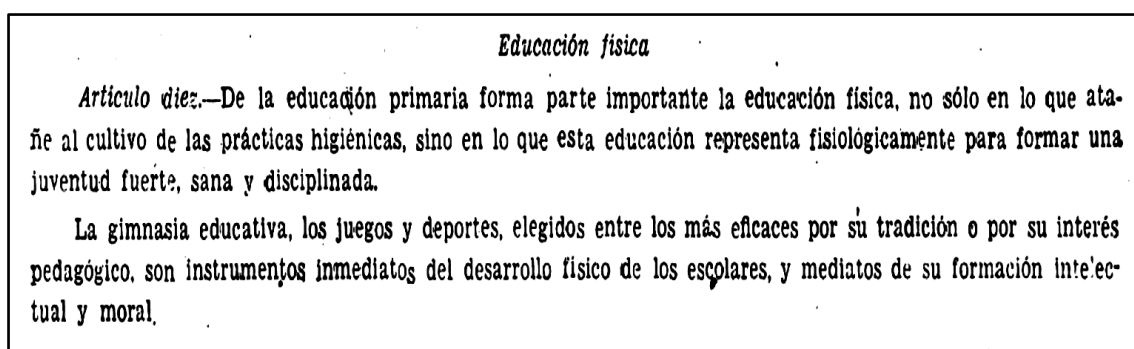 Educación física
Artículo diez.—De la educación primaria forma parte importante la educación física, no sólo en lo que ata-
ñe al cultivo de las prácticas higiénicas, sino en lo que esta educación representa fisiológicamente para formar una
juventud fuerte, sana y disciplinada.
La gimnasia educativa, los juegos y deportes, elegidos entre los más eficaces por su tradición o por su interés
pedagógico, son instrumentos inmediatos del desarrollo físico de los escolares, y mediatos de su formación intelec-
tual y moral.